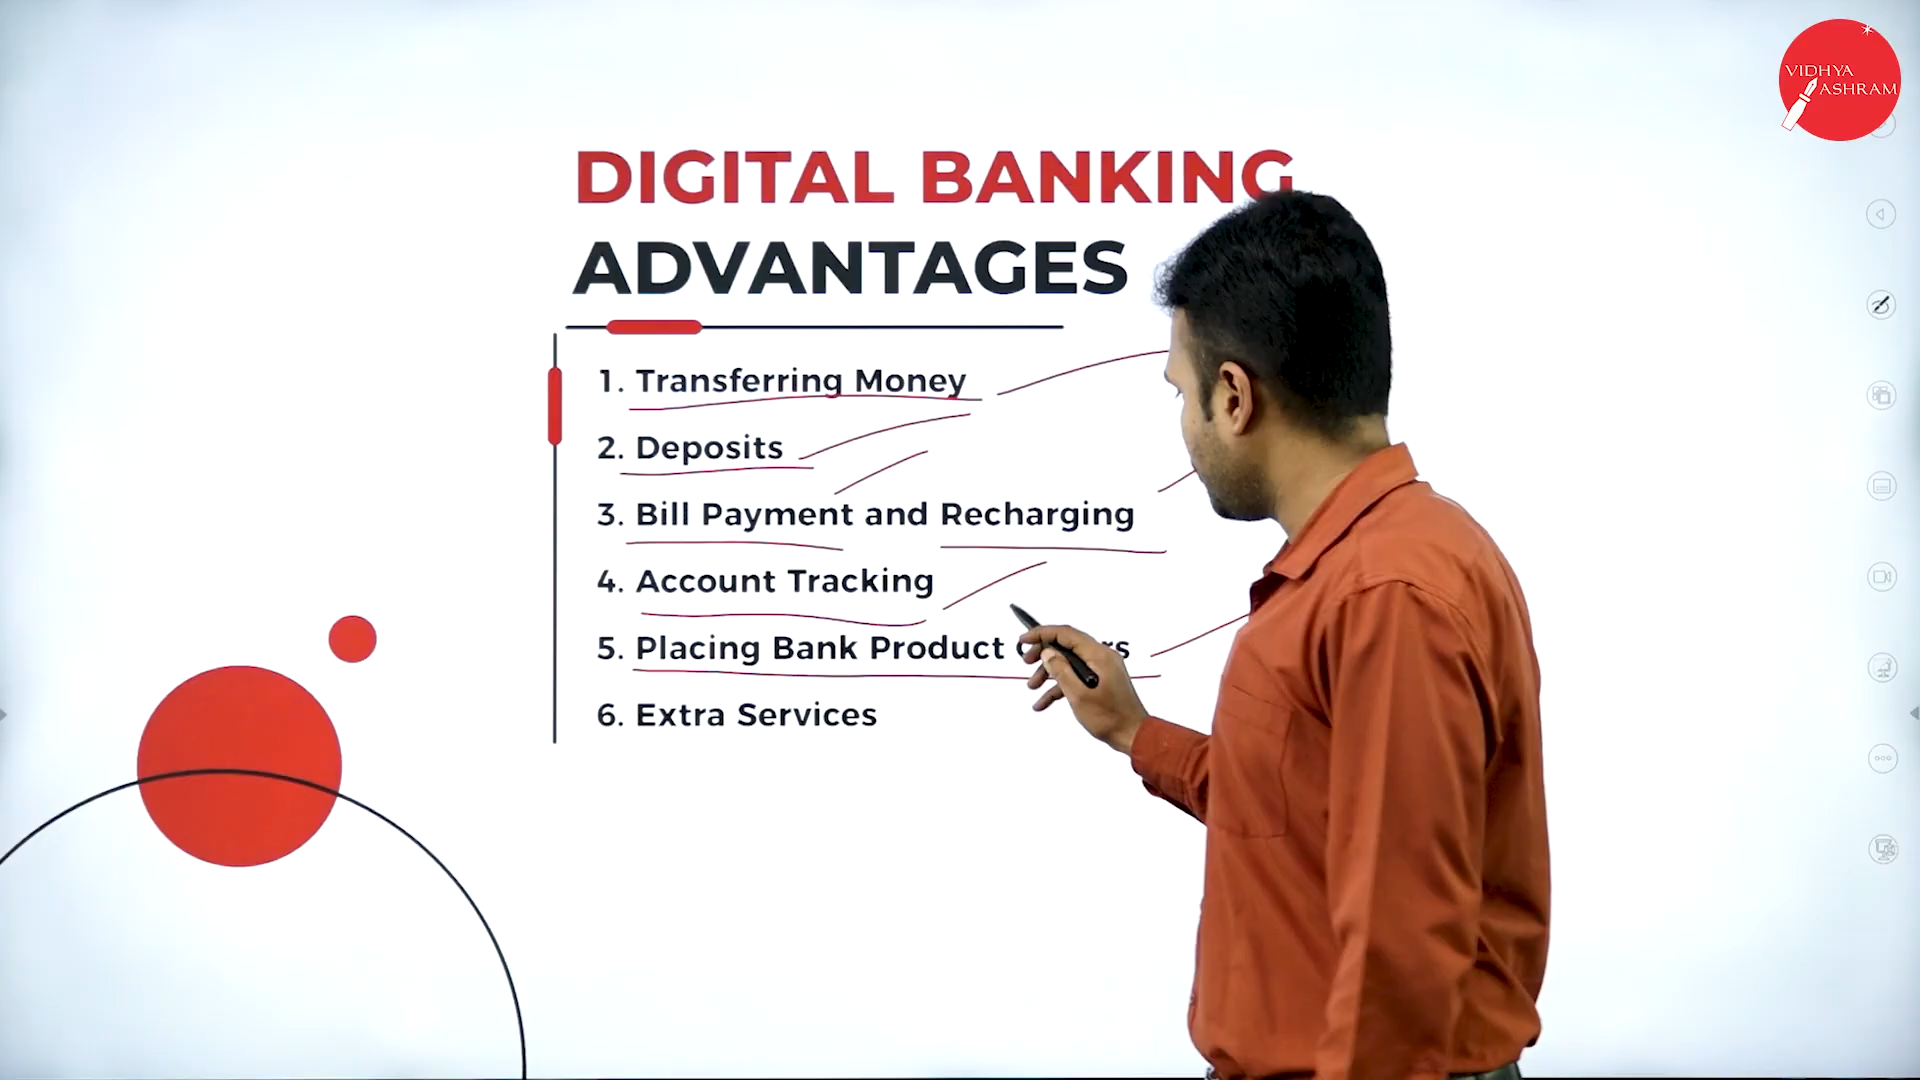 VIDHYA
ASHRAM
DIGITAL BANKING
ADVANTAGES
1. Transferring Money
2. Deposits
3. Bill Payment and Recharging
4. Account Tracking
5. Placing Bank Product
6. Extra Services